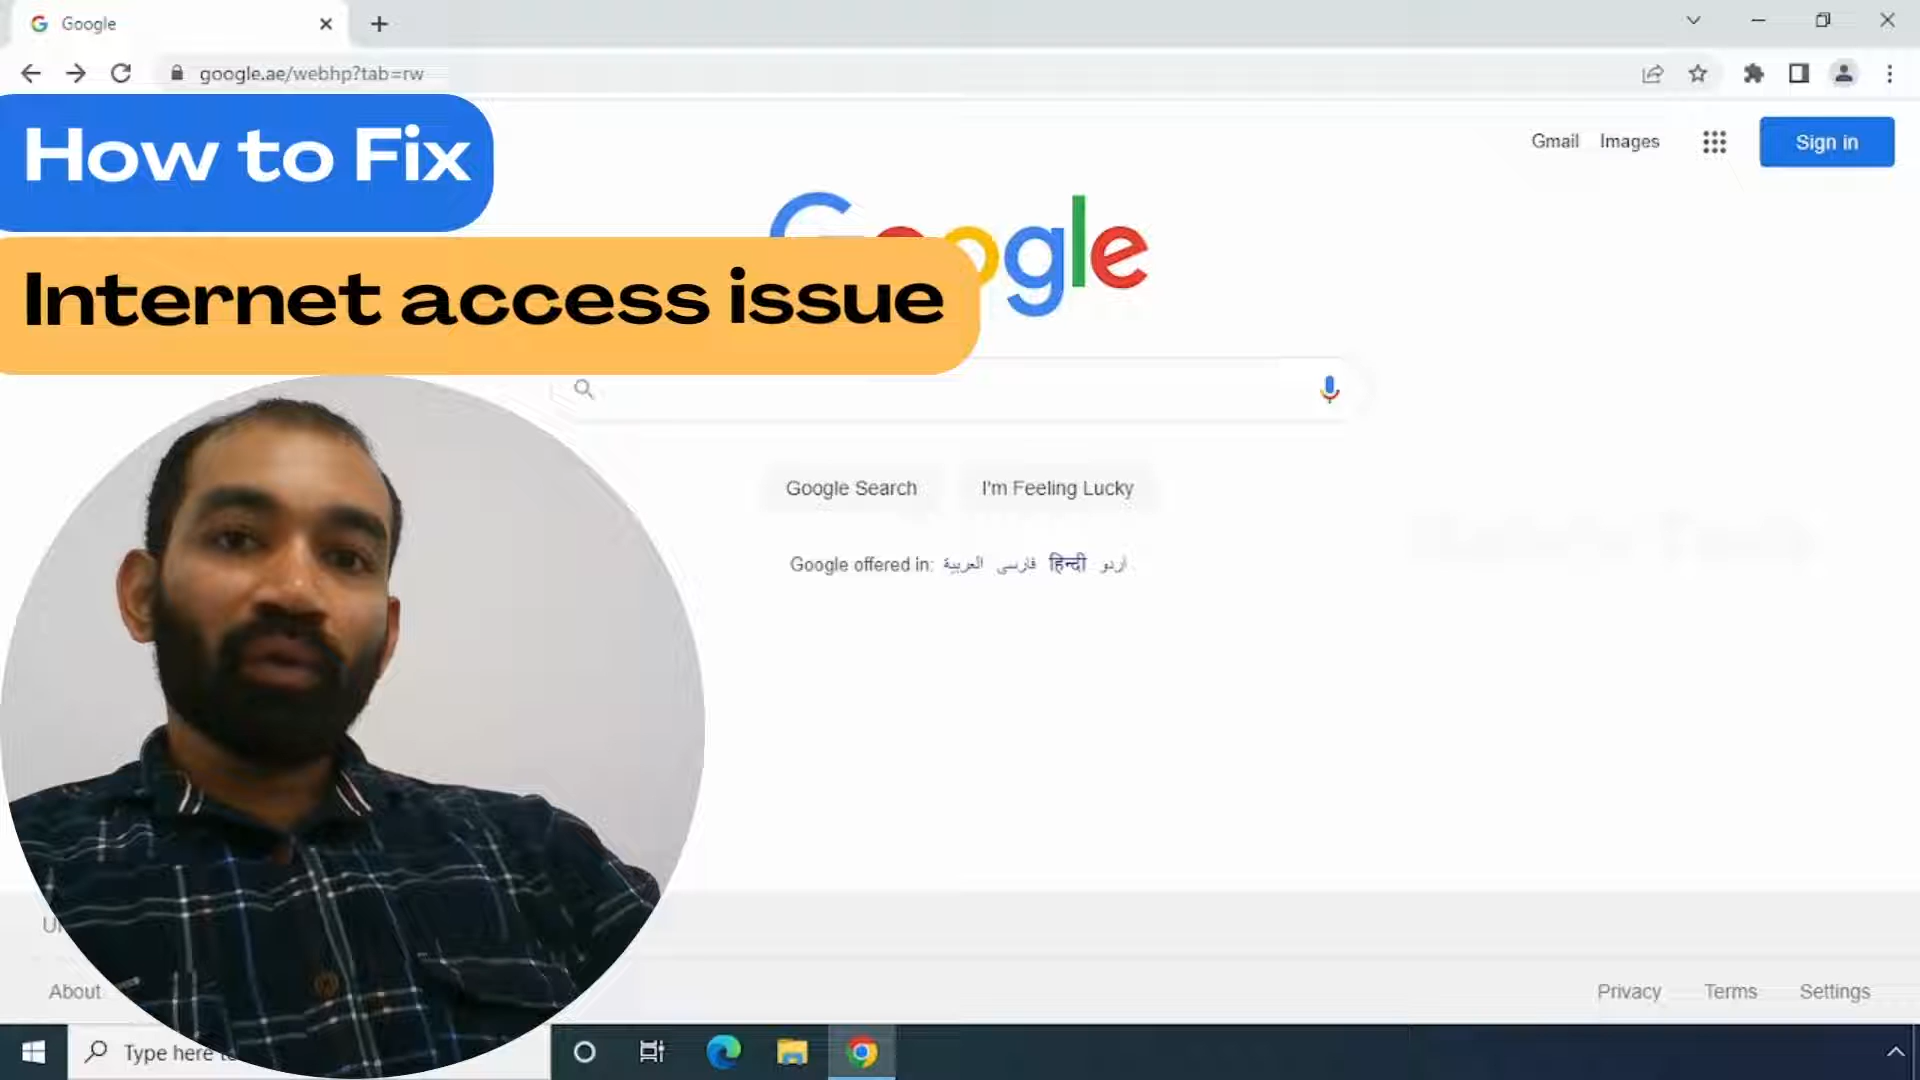 Google
google.ae/webhp?tab=rw
How to Fix
Gmail Images
Sign in
Google
Internet access issue
Google Search I'm Feeling Lucky
Google offered in: العربية فارسی हिन्दी اردو
About
Privacy Terms Settings
Type here